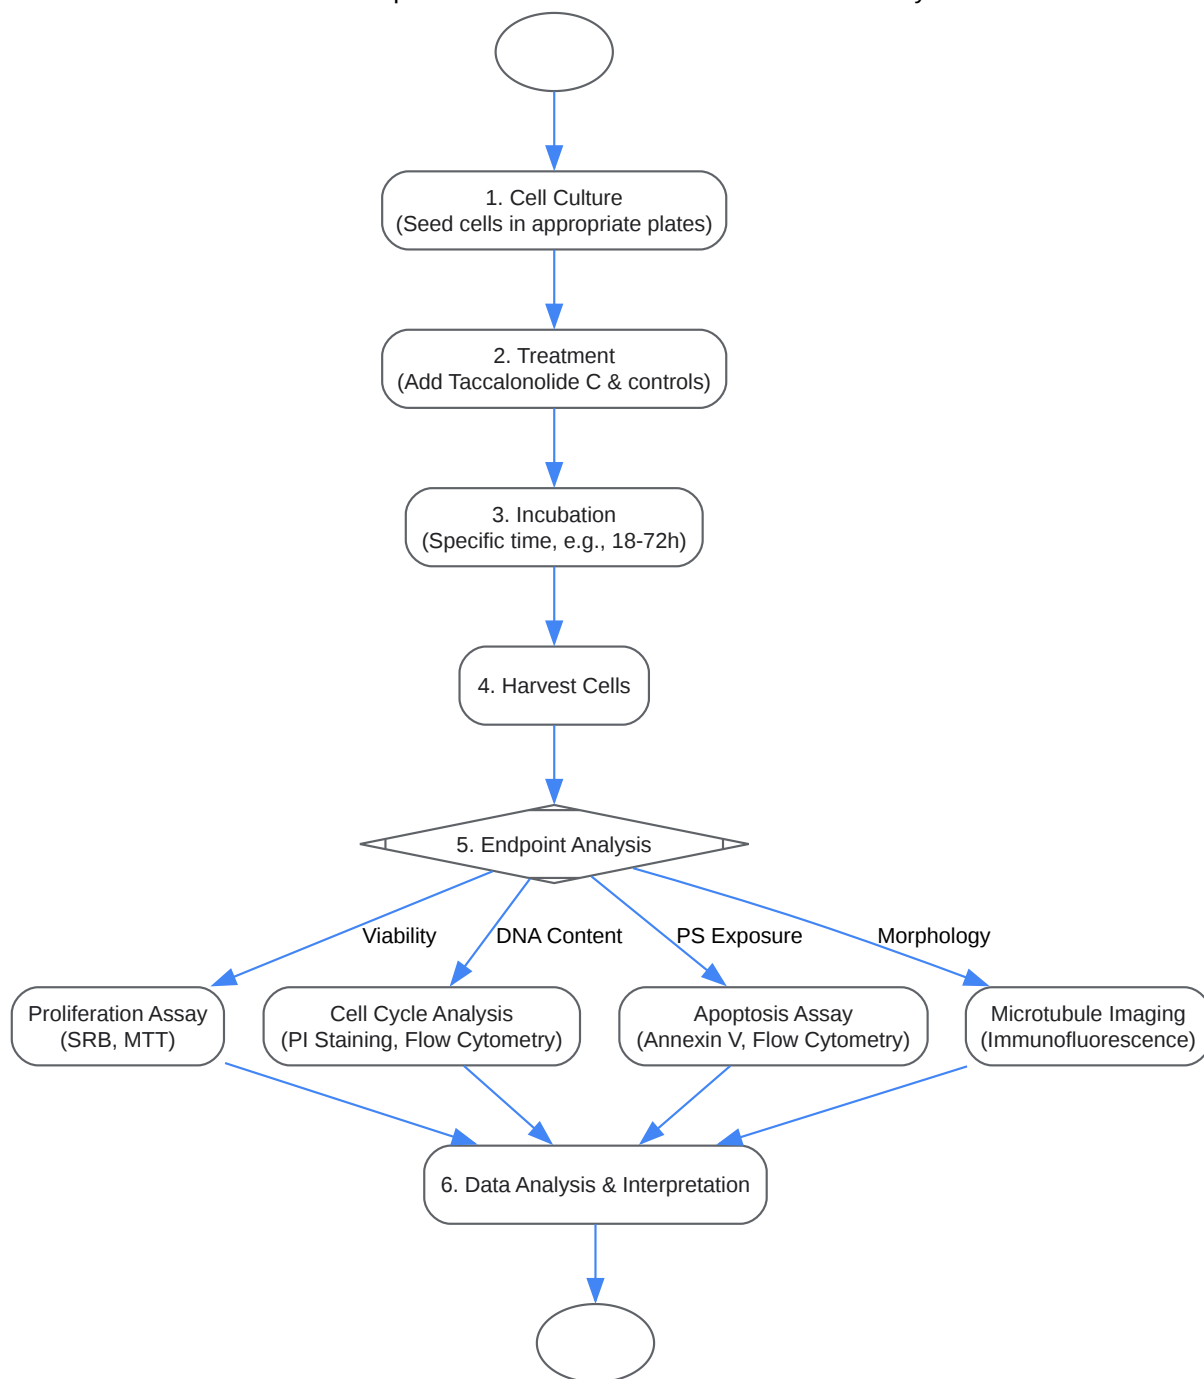 1. Cell Culture
(Seed cells in appropriate plates)
2. Treatment
(Add Taccalonolide C & controls)
3. Incubation
(Specific time, e.g., 18-72h)
4. Harvest Cells
5. Endpoint Analysis
Viability
DNA Content
PS Exposure
Morphology
Proliferation Assay
(SRB, MTT)
Cell Cycle Analysis
(PI Staining, Flow Cytometry)
Apoptosis Assay
(Annexin V, Flow Cytometry)
Microtubule Imaging
(Immunofluorescence)
6. Data Analysis & Interpretation